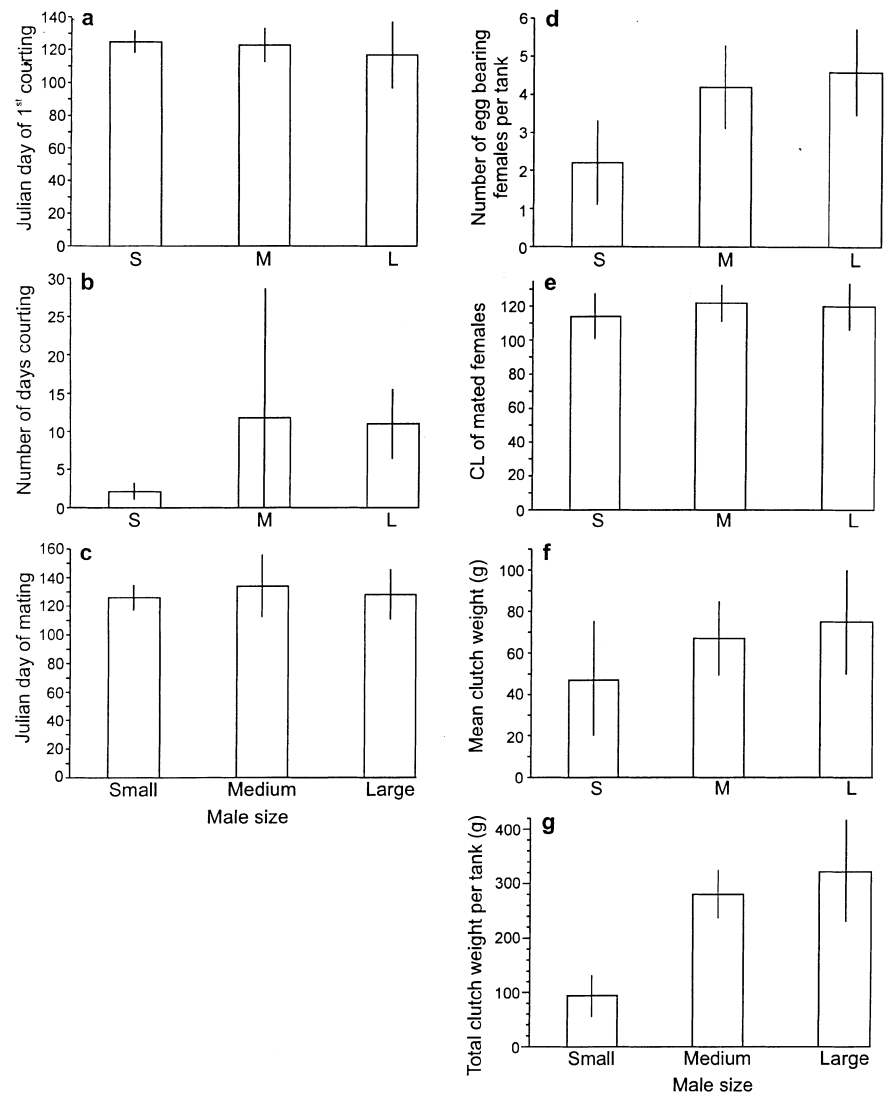 a
Julian day of 1st courting
140
120
100
80
60
40
20
0
S M L
b
Number of days courting
30
25
20
15
10
5
0
S M L
c
Julian day of mating
160
140
120
100
80
60
40
20
0
Small Medium Large
Male size
d
Number of egg bearing
females per tank
6
5
4
3
2
1
0
S M L
e
CL of mated females
120
100
80
60
40
20
0
S M L
f
Mean clutch weight (g)
100
80
60
40
20
0
S M L
g
Total clutch weight per tank (g)
400
300
200
100
0
Small Medium Large
Male size